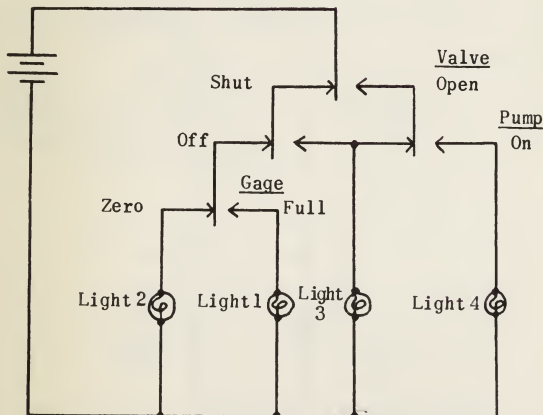 Valve
Shut
Open
Pump
Off
On
Gage
Zero
Full
Light 2
Light 1
Light
3
Light 4